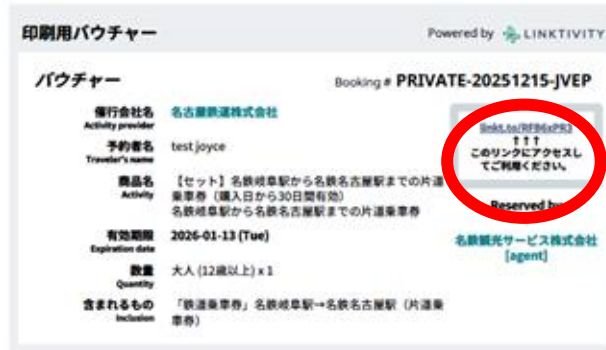 印刷用バウチャー
Powered by LINKTIVITY
バウチャー
Booking # PRIVATE-20251215-JVEP
催行会社名 名古屋鉄道株式会社
Activity provider
予約者名 test joyce
Traveler's name
商品名 【セット】名鉄岐阜駅から名鉄名古屋駅までの片道
Activity 乗車券（購入日から30日間有効）
名鉄岐阜駅から名鉄名古屋駅までの片道乗車券
有効期限 2026-01-13 (Tue)
Expiration date
数量 大人 (12歳以上) x 1
Quantity
含まれるもの 「鉄道乗車券」名鉄岐阜駅→名鉄名古屋駅（片道乗
Inclusion 車券）
linkt.to/RFB6xPR3
↑↑↑
このリンクにアクセスし
てご利用ください。
Reserved by
名鉄観光サービス株式会社
[agent]